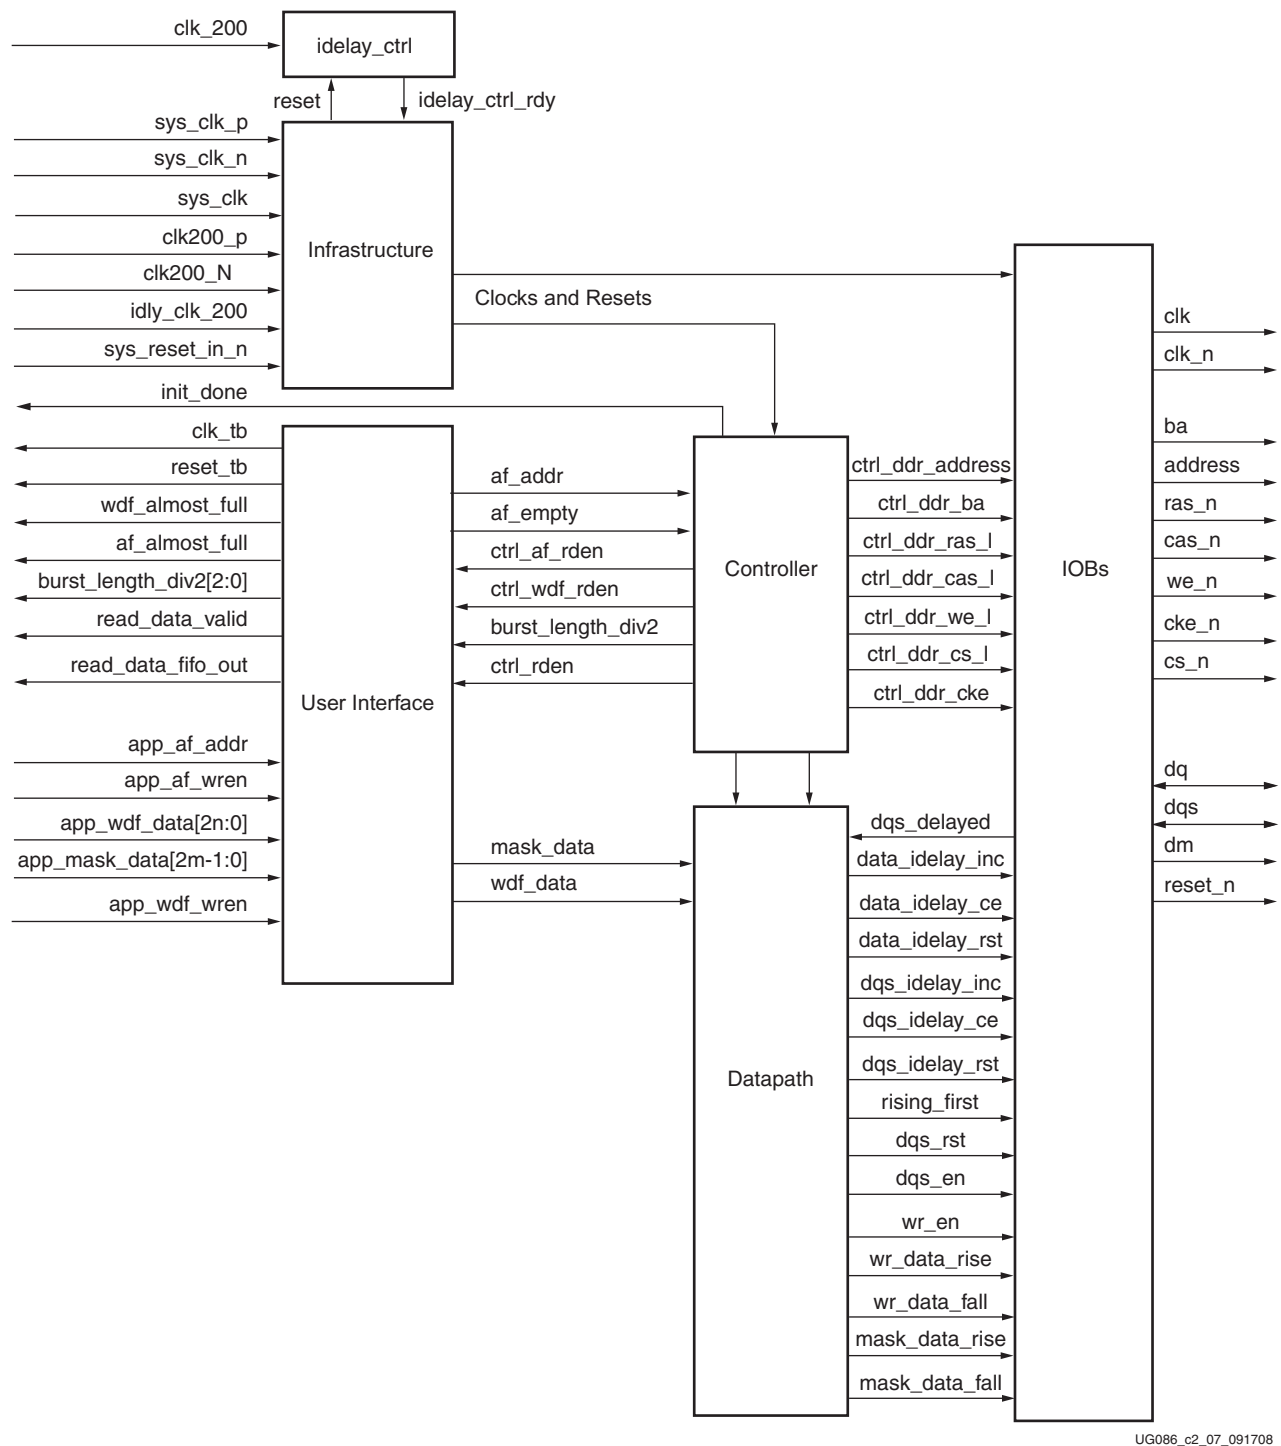 clk_200
idelay_ctrl
reset
idelay_ctrl_rdy
sys_clk_p
sys_clk_n
sys_clk
clk200_p
clk200_N
idly_clk_200
sys_reset_in_n
Infrastructure
Clocks and Resets
init_done
clk_tb
reset_tb
wdf_almost_full
af_almost_full
burst_length_div2[2:0]
read_data_valid
read_data_fifo_out
app_af_addr
app_af_wren
app_wdf_data[2n:0]
app_mask_data[2m-1:0]
app_wdf_wren
User Interface
af_addr
af_empty
ctrl_af_rden
ctrl_wdf_rden
burst_length_div2
ctrl_rden
mask_data
wdf_data
Controller
ctrl_ddr_address
ctrl_ddr_ba
ctrl_ddr_ras_l
ctrl_ddr_cas_l
ctrl_ddr_we_l
ctrl_ddr_cs_l
ctrl_ddr_cke
Datapath
dqs_delayed
data_idelay_inc
data_idelay_ce
data_idelay_rst
dqs_idelay_inc
dqs_idelay_ce
dqs_idelay_rst
rising_first
dqs_rst
dqs_en
wr_en
wr_data_rise
wr_data_fall
mask_data_rise
mask_data_fall
IOBs
clk
clk_n
ba
address
ras_n
cas_n
we_n
cke_n
cs_n
dq
dqs
dm
reset_n
UG086_c2_07_091708